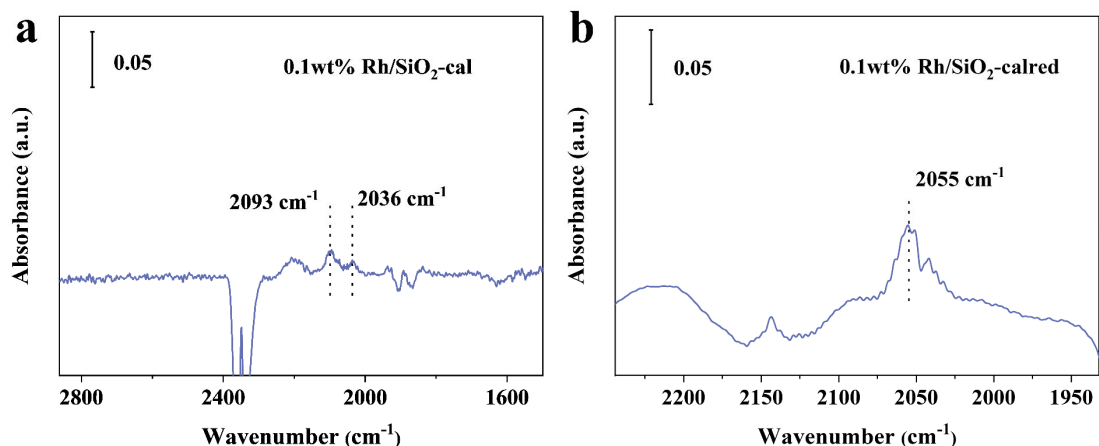 a
0.05
0.1wt% Rh/SiO₂-cal
2093 cm⁻¹
2036 cm⁻¹
Absorbance (a.u.)
2800
2400
2000
1600
Wavenumber (cm⁻¹)
b
0.05
0.1wt% Rh/SiO₂-calred
2055 cm⁻¹
Absorbance (a.u.)
2200
2150
2100
2050
2000
1950
Wavenumber (cm⁻¹)